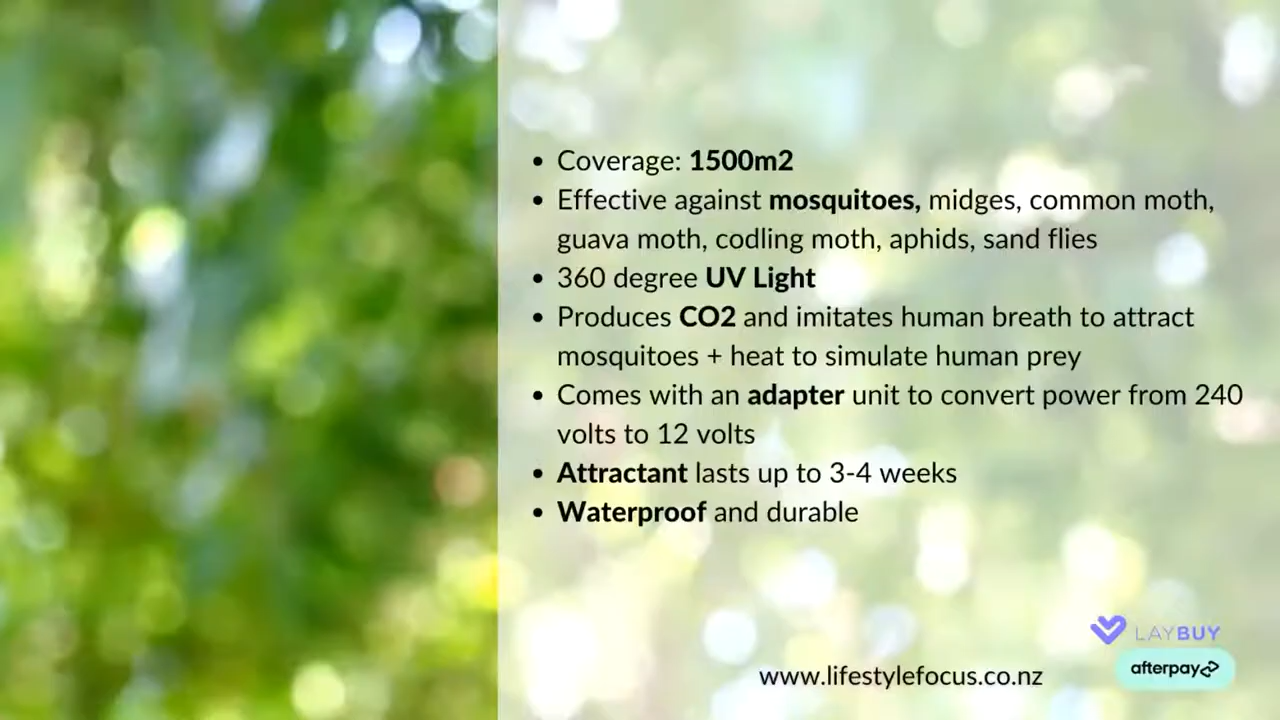 • Coverage: 1500m2
• Effective against mosquitoes, midges, common moth,
guava moth, codling moth, aphids, sand flies
• 360 degree UV Light
• Produces CO2 and imitates human breath to attract
mosquitoes + heat to simulate human prey
• Comes with an adapter unit to convert power from 240
volts to 12 volts
• Attractant lasts up to 3-4 weeks
• Waterproof and durable
LAYBUY
afterpay
www.lifestylefocus.co.nz